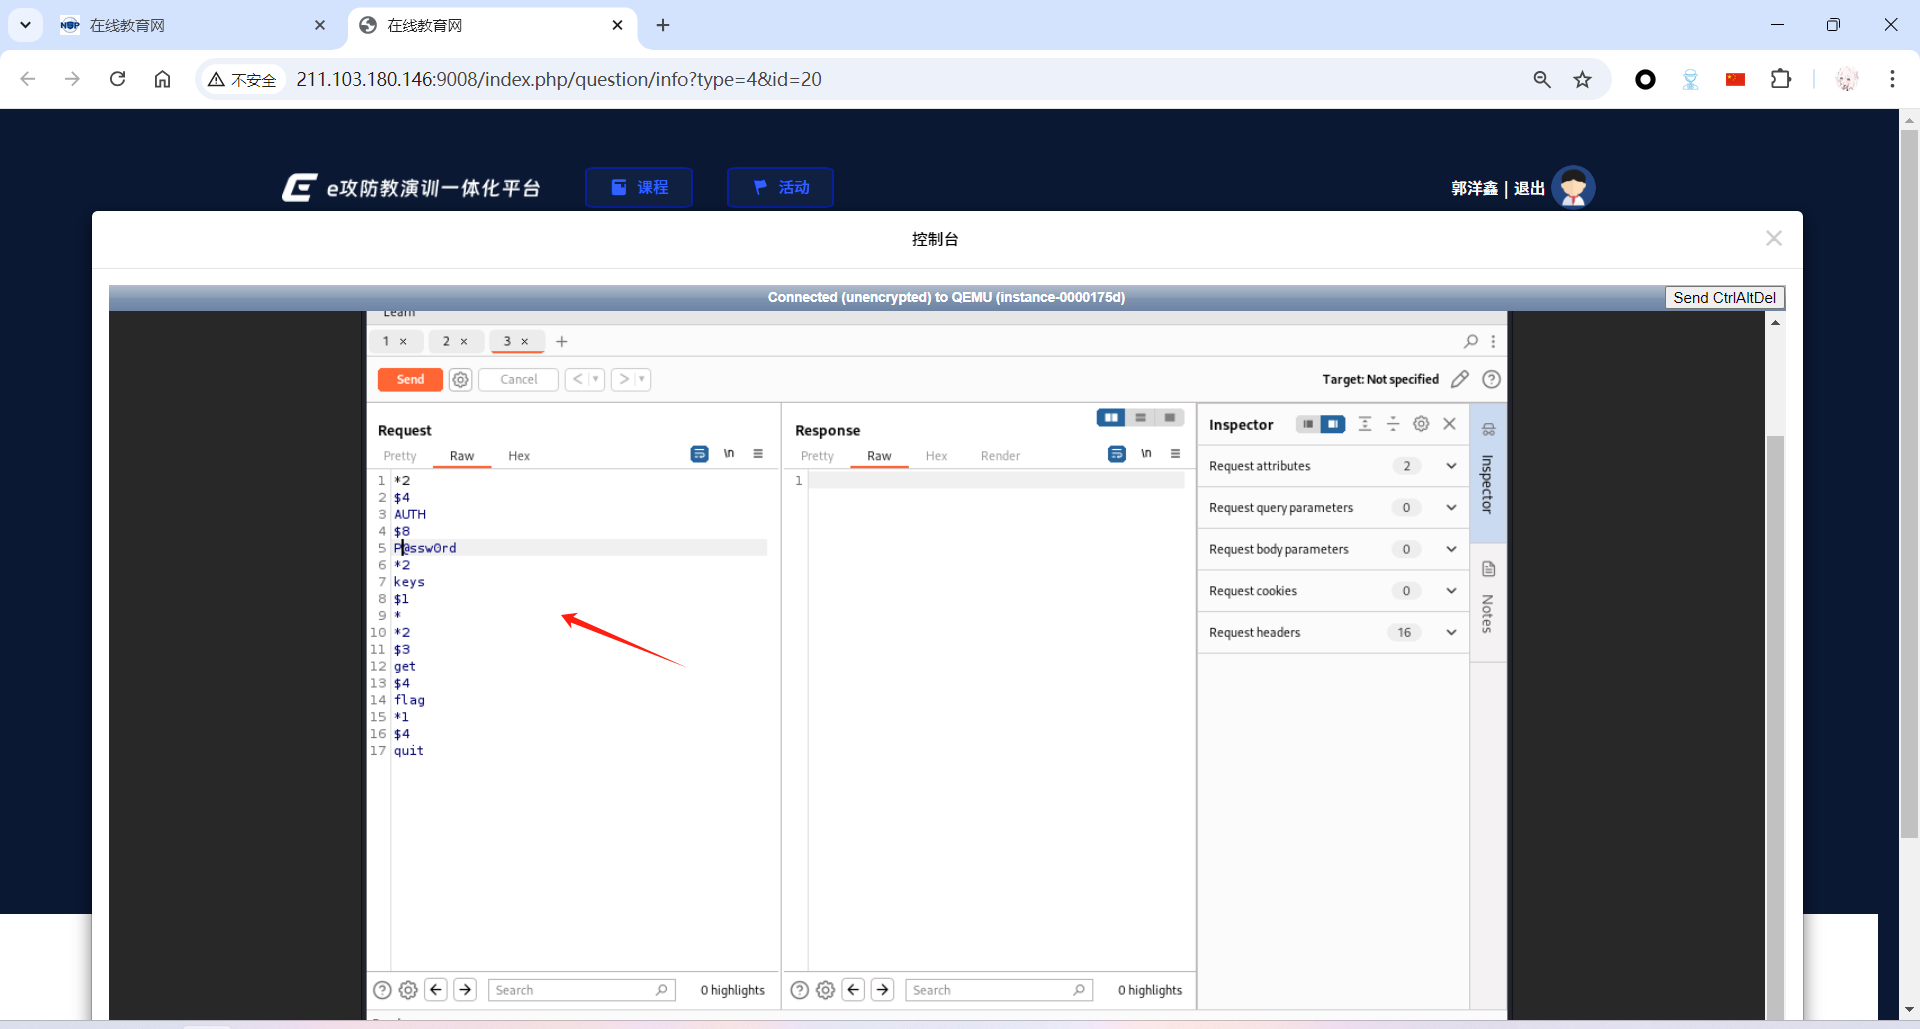 在线教育网
在线教育网
不安全
211.103.180.146:9008/index.php/question/info?type=4&id=20
e攻防教演训一体化平台
课程
活动
郭洋鑫 | 退出
控制台
Connected (unencrypted) to QEMU (instance-0000175d)
Send CtrlAltDel
Learn
1 ×
2 ×
3 ×
Send
Cancel
Target: Not specified
Request
Pretty
Raw
Hex
\n
1 *2
2 $4
3 AUTH
4 $8
5 P@ssw0rd
6 *2
7 keys
8 $1
9 *
10 *2
11 $3
12 get
13 $4
14 flag
15 *1
16 $4
17 quit
Search
0 highlights
Response
Pretty
Raw
Hex
Render
\n
1
Search
0 highlights
Inspector
Request attributes 2
Request query parameters 0
Request body parameters 0
Request cookies 0
Request headers 16
Inspector
Notes